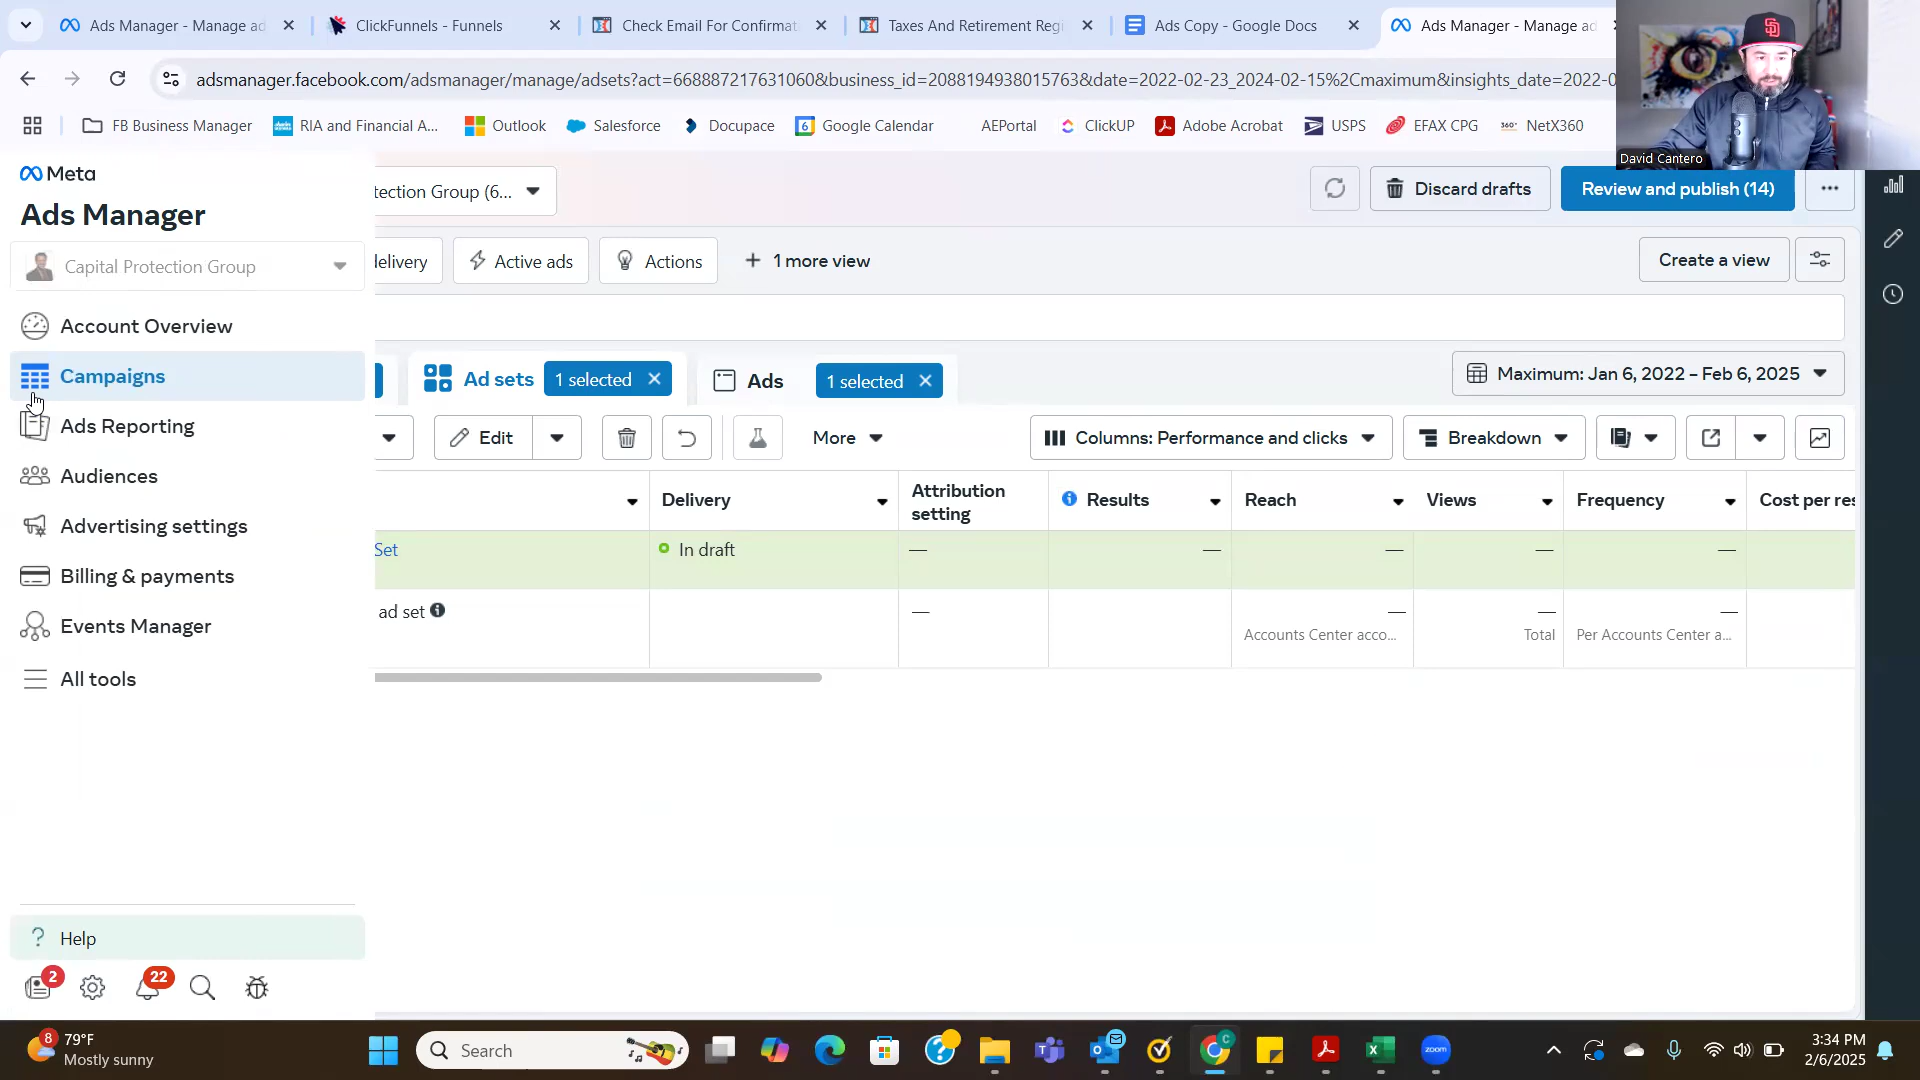 Ads Manager - Manage ad
ClickFunnels - Funnels
Check Email For Confirmat
Taxes And Retirement Regi
Ads Copy - Google Docs
Ads Manager - Manage ad
adsmanager.facebook.com/adsmanager/manage/adsets?act=668887217631060&business_id=2088194938015763&date=2022-02-23_2024-02-15%2Cmaximum&insights_date=2022-0
FB Business Manager
RIA and Financial A...
Outlook
Salesforce
Docupace
Google Calendar
AEPortal
ClickUP
Adobe Acrobat
USPS
EFAX CPG
NetX360
David Cantero
Meta
Ads Manager
Capital Protection Group
Account Overview
Campaigns
Ads Reporting
Audiences
Advertising settings
Billing & payments
Events Manager
All tools
Help
2
22
tection Group (6...
Discard drafts
Review and publish (14)
delivery
Active ads
Actions
+ 1 more view
Create a view
Ad sets
1 selected
Ads
1 selected
Maximum: Jan 6, 2022 – Feb 6, 2025
Edit
More
Columns: Performance and clicks
Breakdown
Delivery
Attribution
setting
Results
Reach
Views
Frequency
Cost per res
Set
In draft
—
—
—
—
—
ad set
—
—
—
—
Accounts Center acco...
Total
Per Accounts Center a...
8
79°F
Mostly sunny
Search
zoom
3:34 PM
2/6/2025